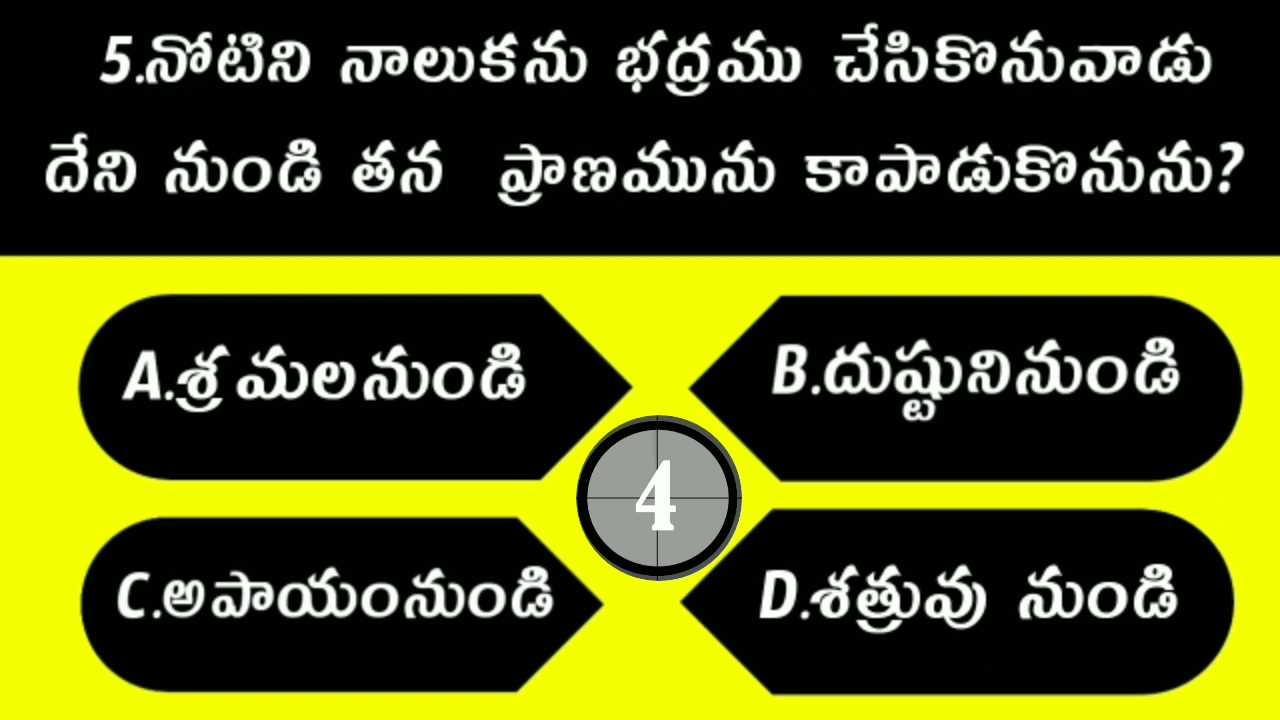 5.నోటిని నాలుకను భద్రము చేసికొనువాడు
దేని నుండి తన ప్రాణమును కాపాడుకొనును?
A.శ్రమలనుండి
B.దుష్టునినుండి
4
C.అపాయంనుండి
D.శత్రువు నుండి